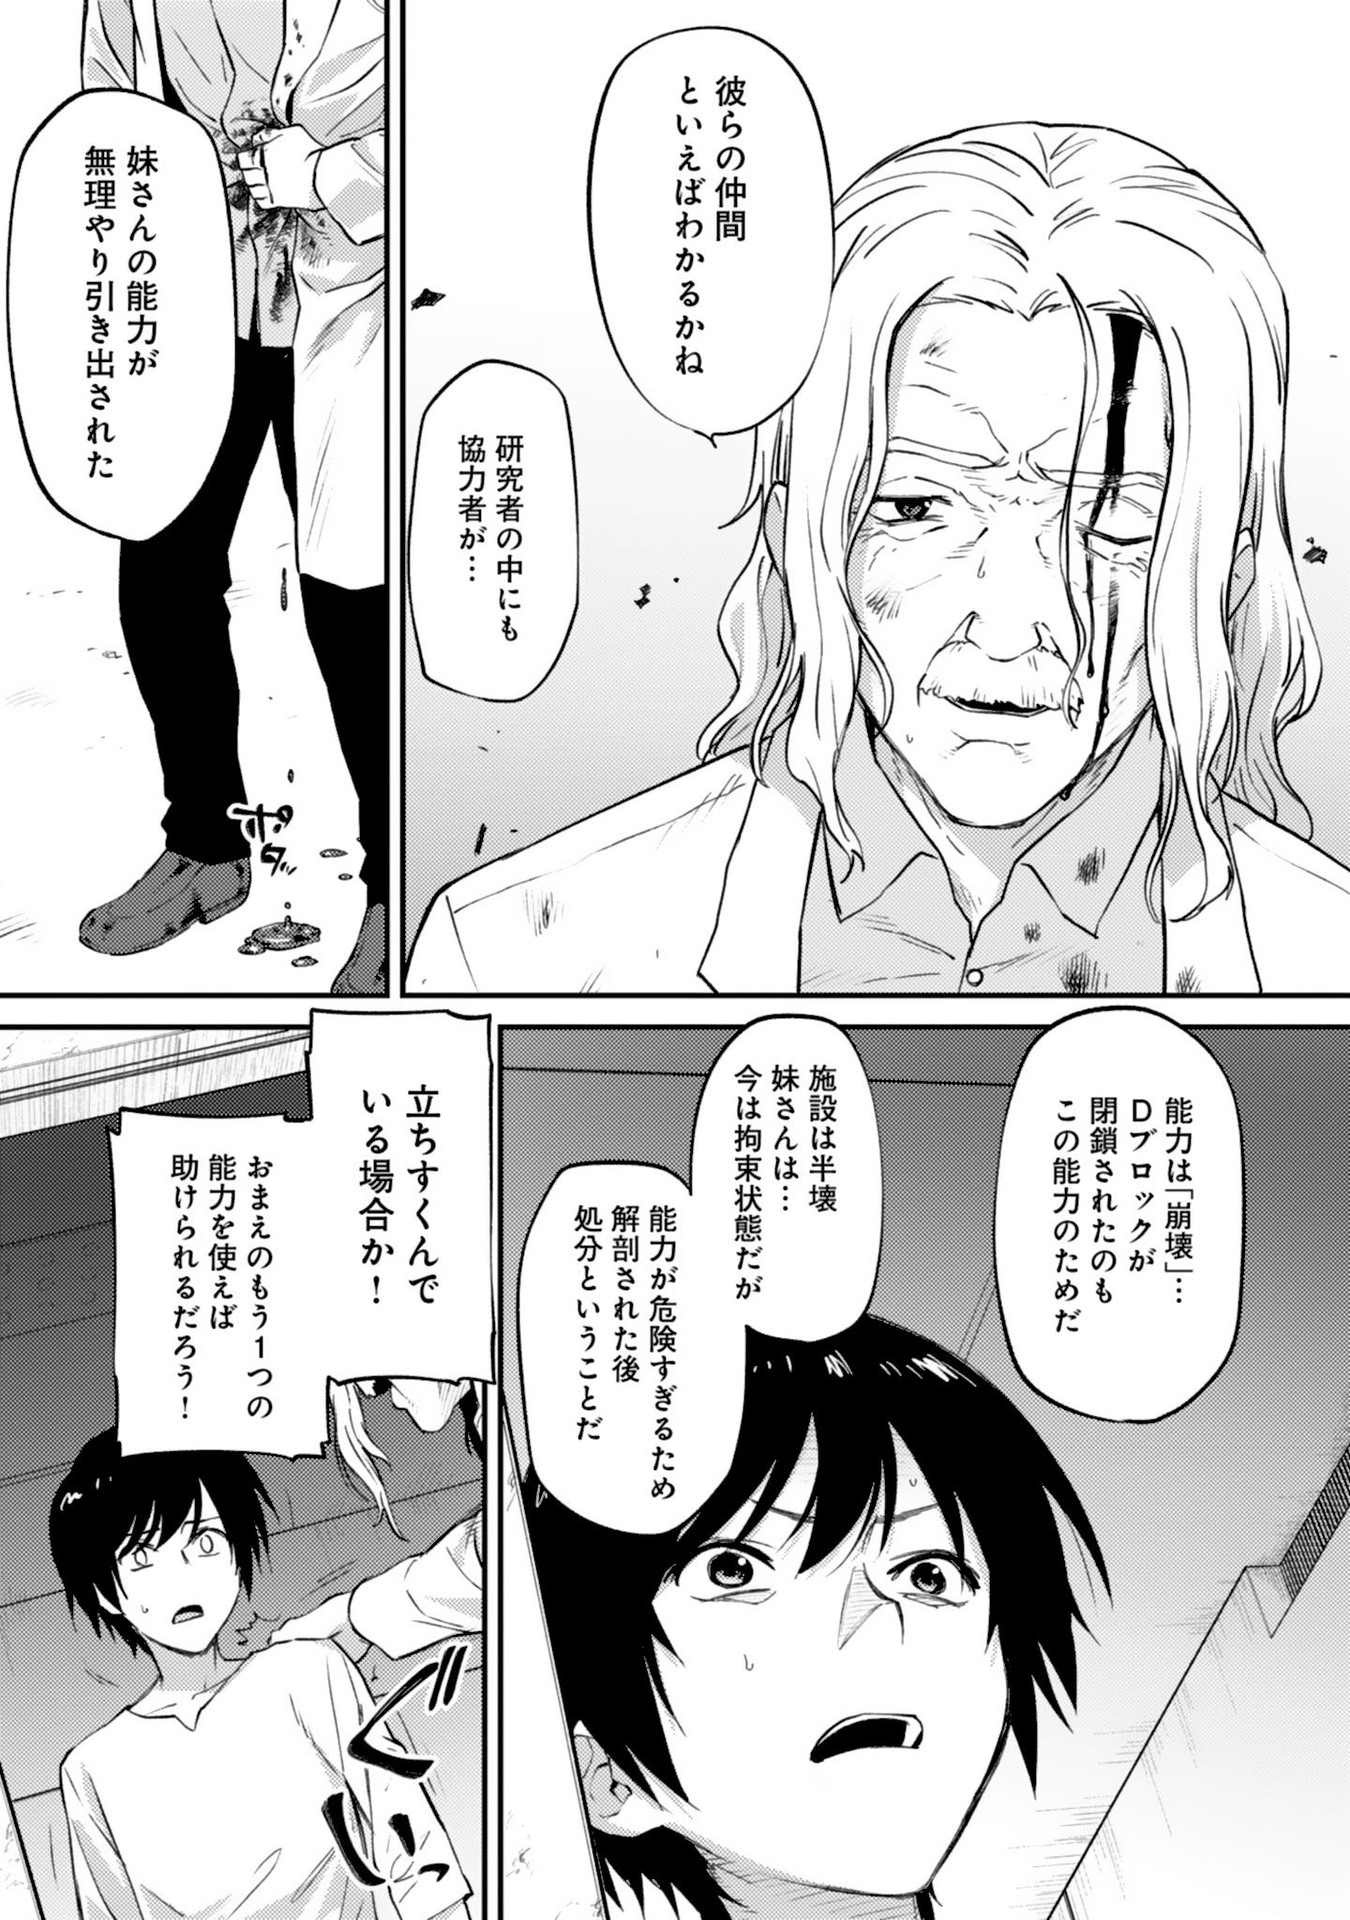 彼らの仲間
といえばわかるかね
研究者の中にも
協力者が…
妹さんの能力が
無理やり引き出された
ポタ
能力は「崩壊」…
Dブロックが
閉鎖されたのも
この能力のためだ
施設は半壊
妹さんは…
今は拘束状態だが
能力が危険すぎるため
解剖された後
処分ということだ
立ちすくんで
いる場合か！
おまえのもう1つの
能力を使えば
助けられるだろう！
ぐいっ